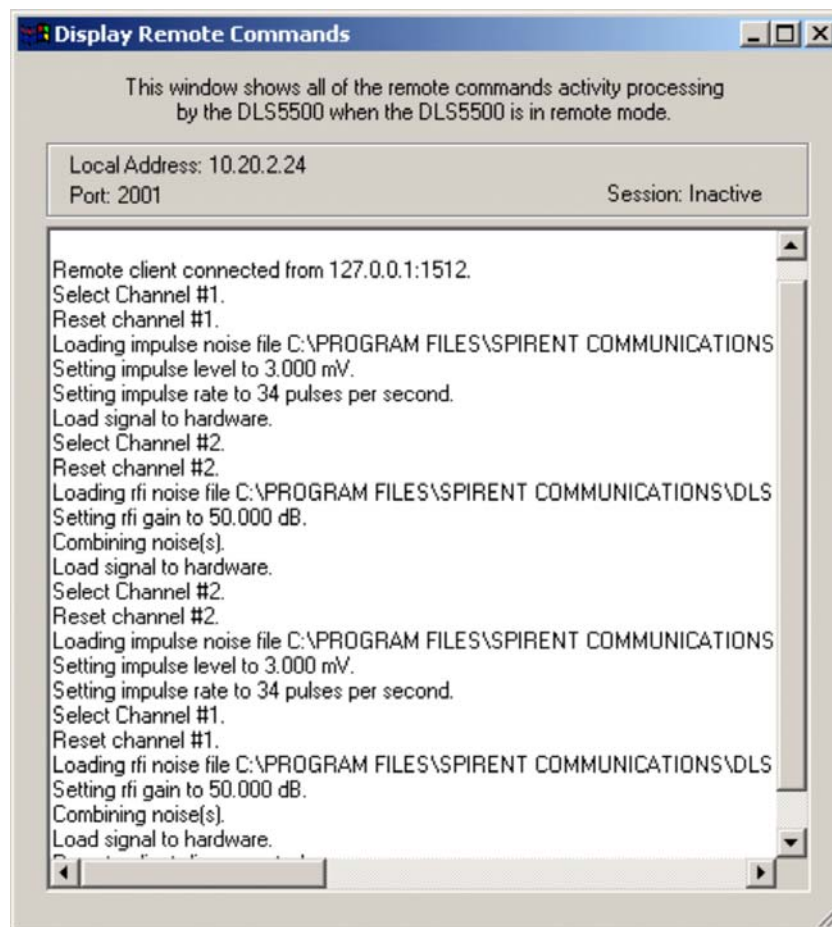 Display Remote Commands
This window shows all of the remote commands activity processing
by the DLS5500 when the DLS5500 is in remote mode.
Local Address: 10.20.2.24
Port: 2001
Session: Inactive
Remote client connected from 127.0.0.1:1512.
Select Channel #1.
Reset channel #1.
Loading impulse noise file C:\PROGRAM FILES\SPIRENT COMMUNICATIONS
Setting impulse level to 3.000 mV.
Setting impulse rate to 34 pulses per second.
Load signal to hardware.
Select Channel #2.
Reset channel #2.
Loading rfi noise file C:\PROGRAM FILES\SPIRENT COMMUNICATIONS\DLS
Setting rfi gain to 50.000 dB.
Combining noise(s).
Load signal to hardware.
Select Channel #2.
Reset channel #2.
Loading impulse noise file C:\PROGRAM FILES\SPIRENT COMMUNICATIONS
Setting impulse level to 3.000 mV.
Setting impulse rate to 34 pulses per second.
Select Channel #1.
Reset channel #1.
Loading rfi noise file C:\PROGRAM FILES\SPIRENT COMMUNICATIONS\DLS
Setting rfi gain to 50.000 dB.
Combining noise(s).
Load signal to hardware.